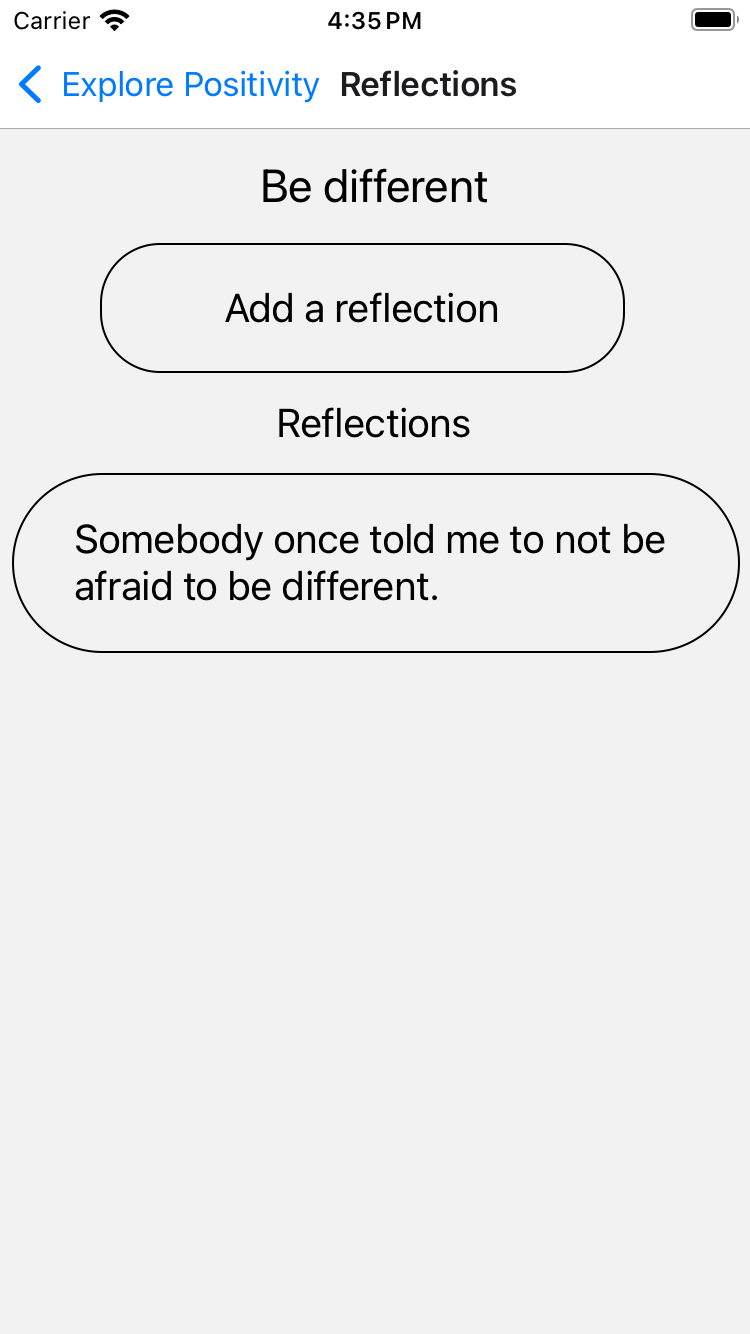 Carrier 4:35 PM
Explore Positivity Reflections
Be different
Add a reflection
Reflections
Somebody once told me to not be
afraid to be different.